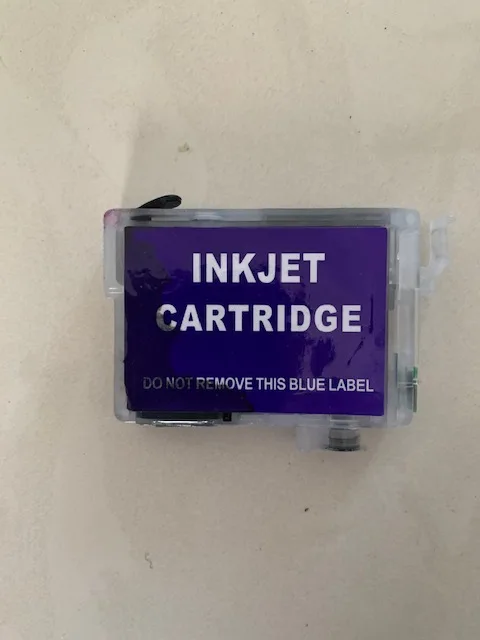 INKJET
CARTRIDGE
DO NOT REMOVE THIS BLUE LABEL